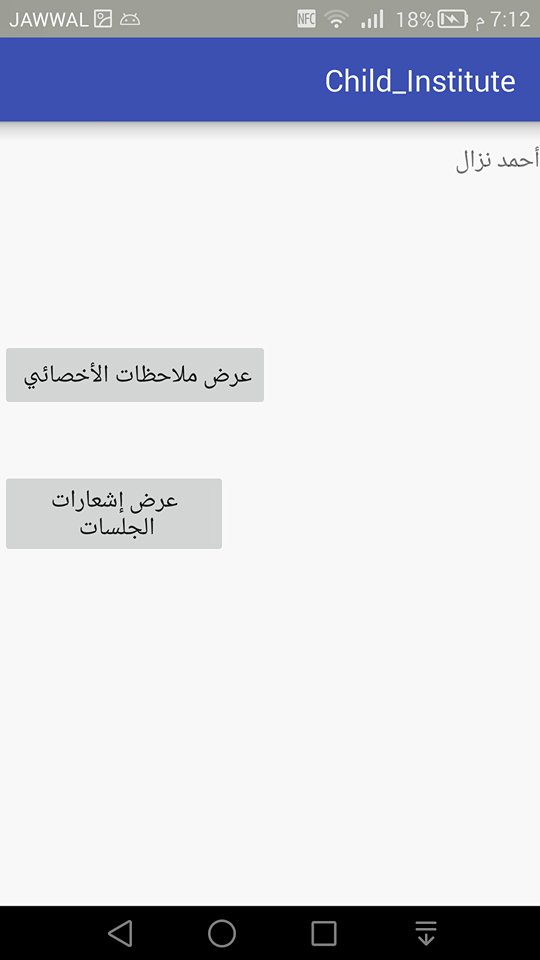 JAWWAL NFC 18% م 7:12
Child_Institute
أحمد نزال
عرض ملاحظات الأخصائي
عرض إشعارات
الجلسات